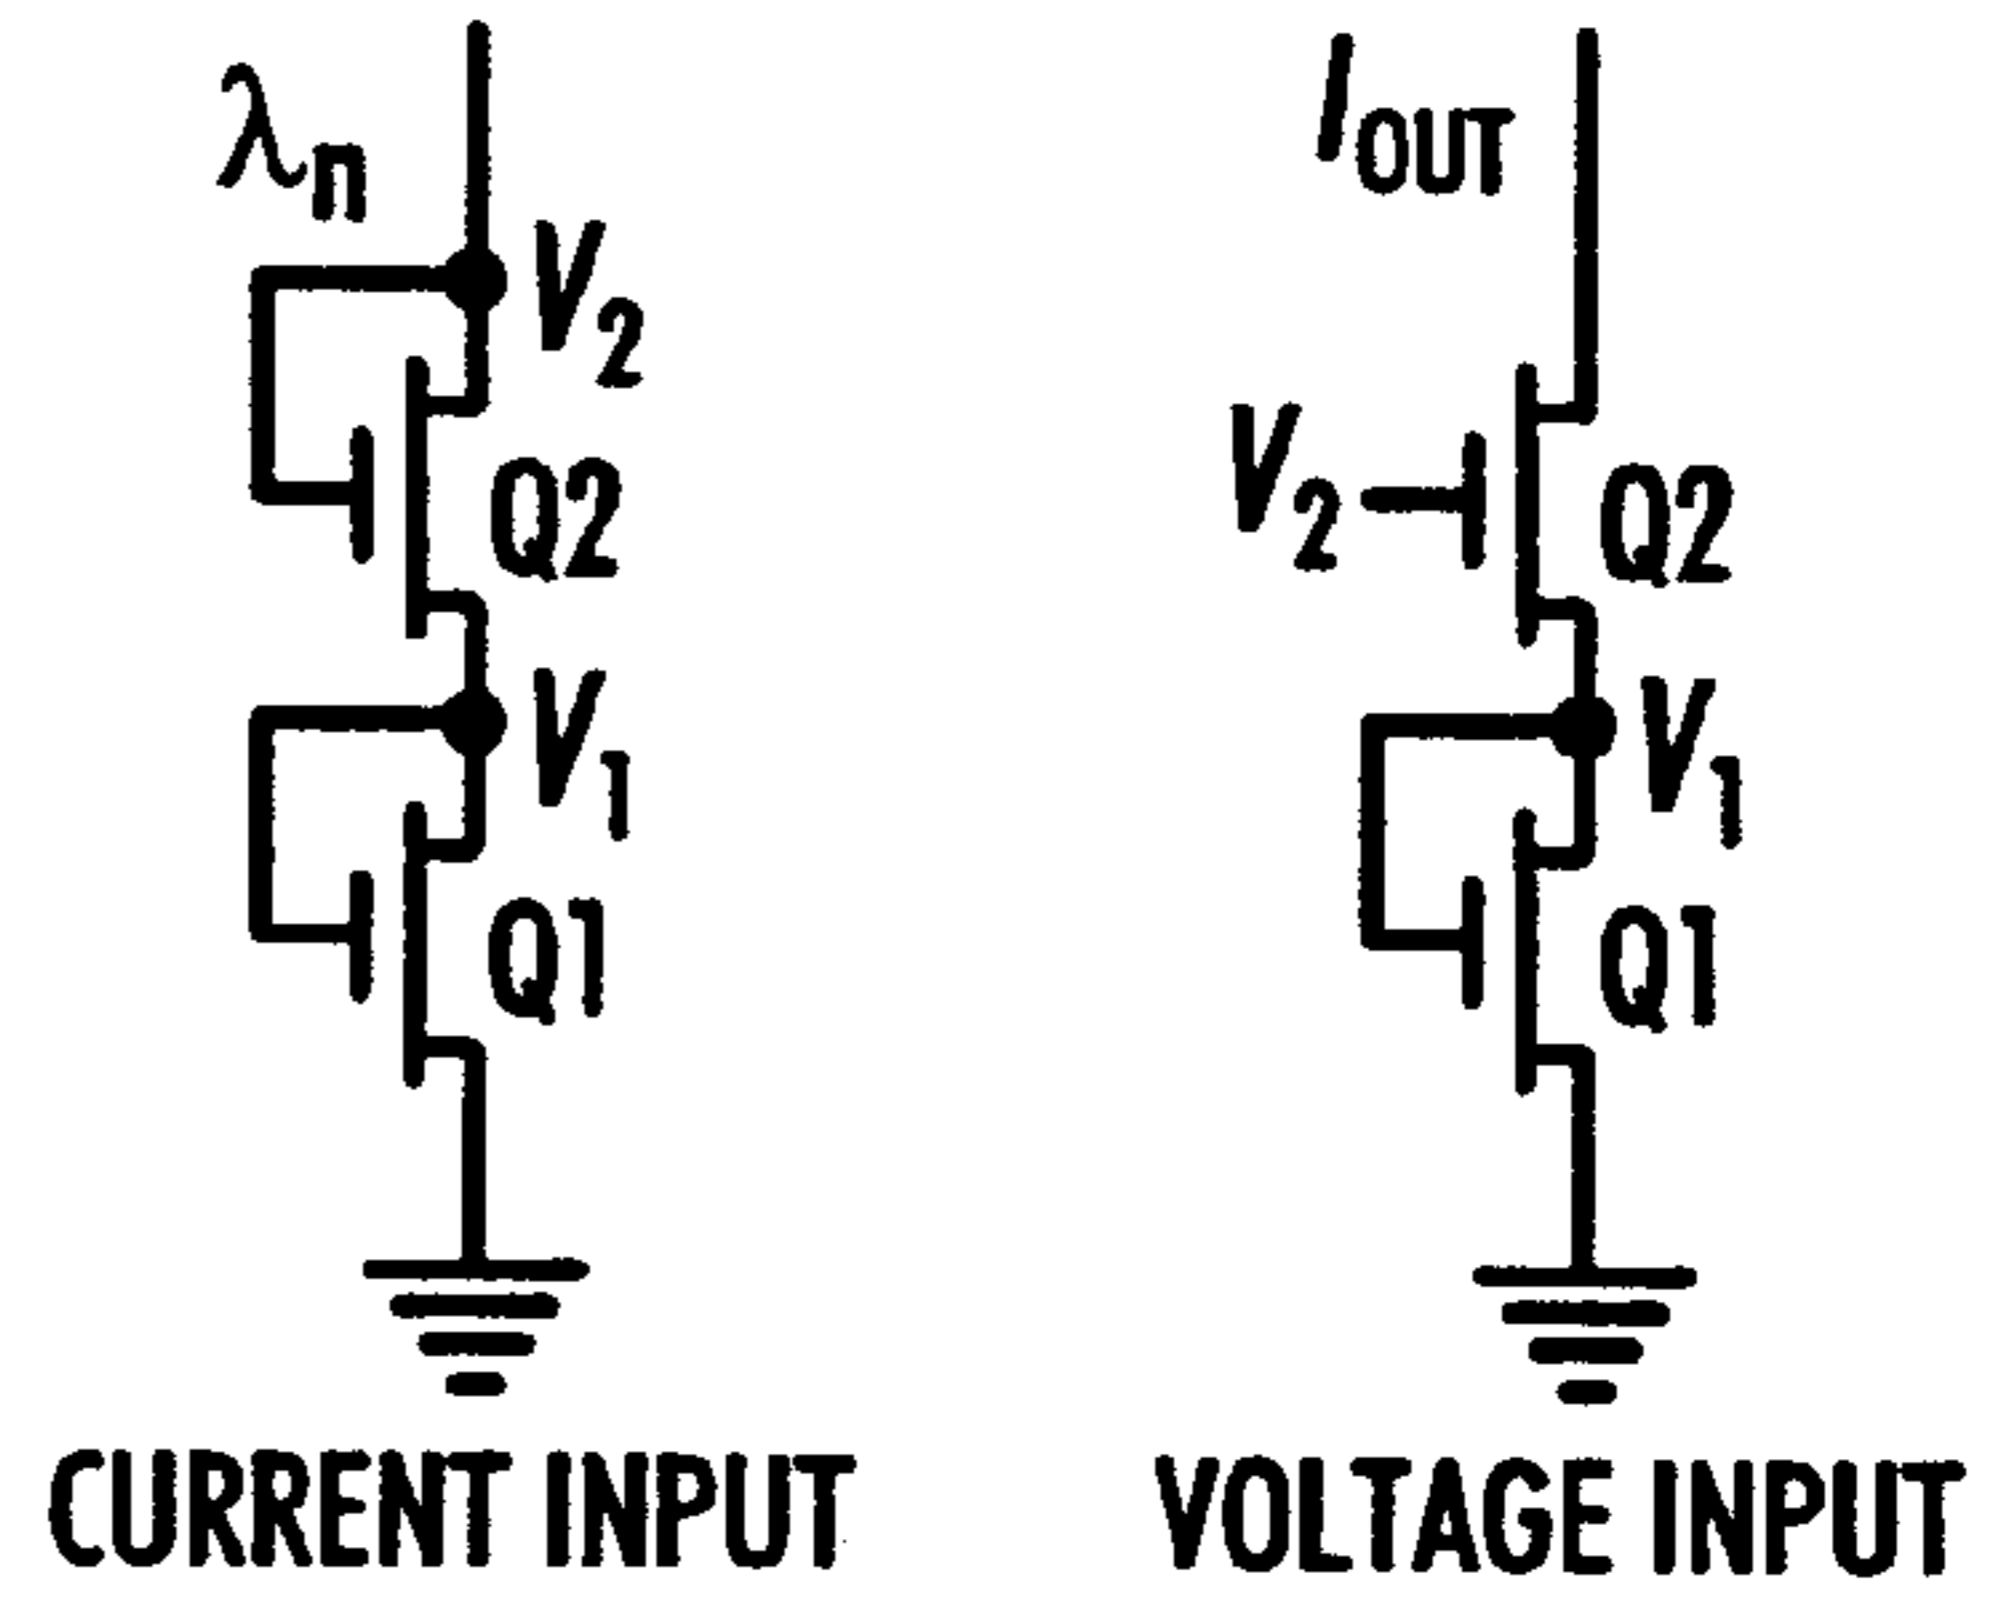 λn
V2
Q2
V1
Q1
CURRENT INPUT
IOUT
V2
Q2
V1
Q1
VOLTAGE INPUT